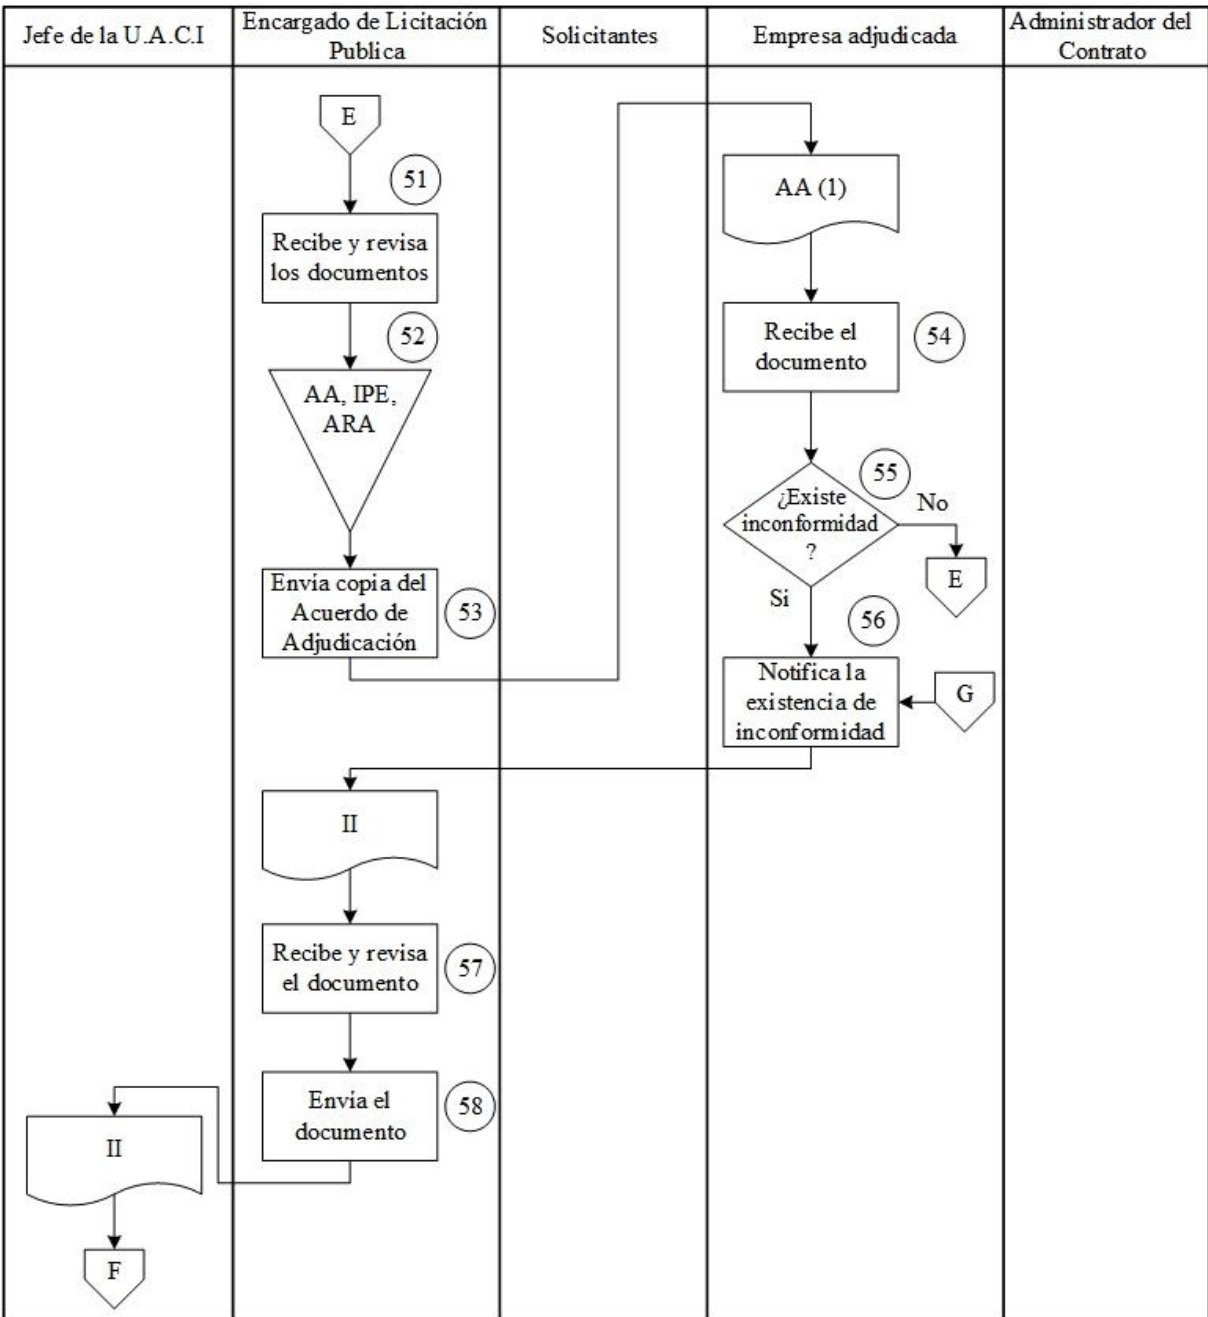 Jefe de la U.A.C.I
Encargado de Licitación
Publica
Solicitantes
Empresa adjudicada
Administrador del
Contrato
E
51
Recibe y revisa
los documentos
52
AA, IPE,
ARA
Envía copia del
Acuerdo de
Adjudicación
53
AA (1)
Recibe el
documento
54
55
¿Existe
inconformidad
?
No
E
Si
56
Notifica la
existencia de
inconformidad
G
II
Recibe y revisa
el documento
57
Envía el
documento
58
II
F